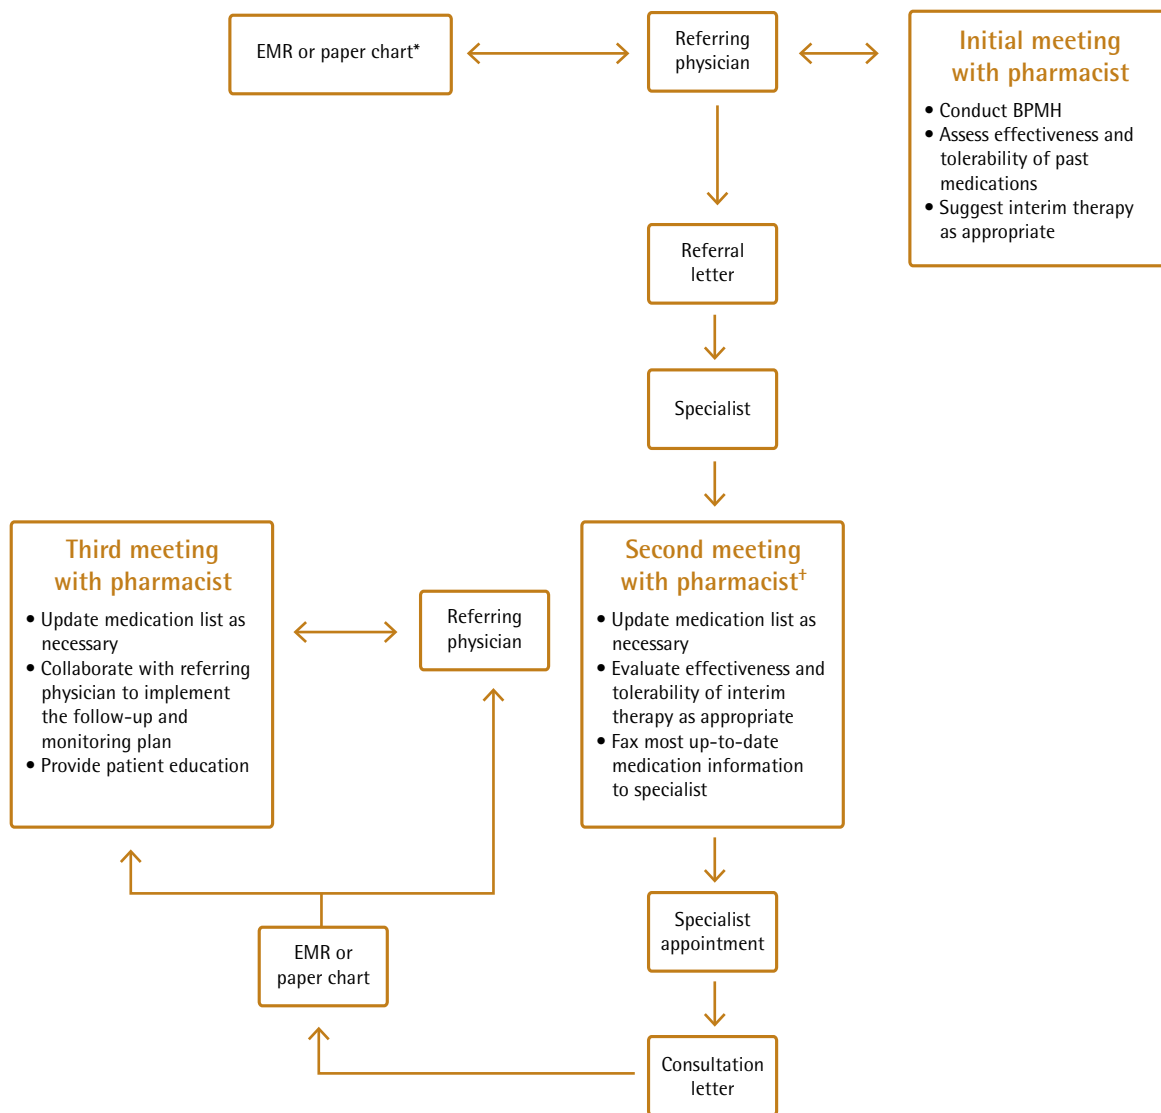 EMR or paper chart*
Referring
physician
Initial meeting
with pharmacist
• Conduct BPMH
• Assess effectiveness and
tolerability of past
medications
• Suggest interim therapy
as appropriate
Referral
letter
Specialist
Second meeting
with pharmacist†
• Update medication list as
necessary
• Evaluate effectiveness and
tolerability of interim
therapy as appropriate
• Fax most up-to-date
medication information
to specialist
Third meeting
with pharmacist
• Update medication list as
necessary
• Collaborate with referring
physician to implement
the follow-up and
monitoring plan
• Provide patient education
Referring
physician
Specialist
appointment
EMR or
paper chart
Consultation
letter